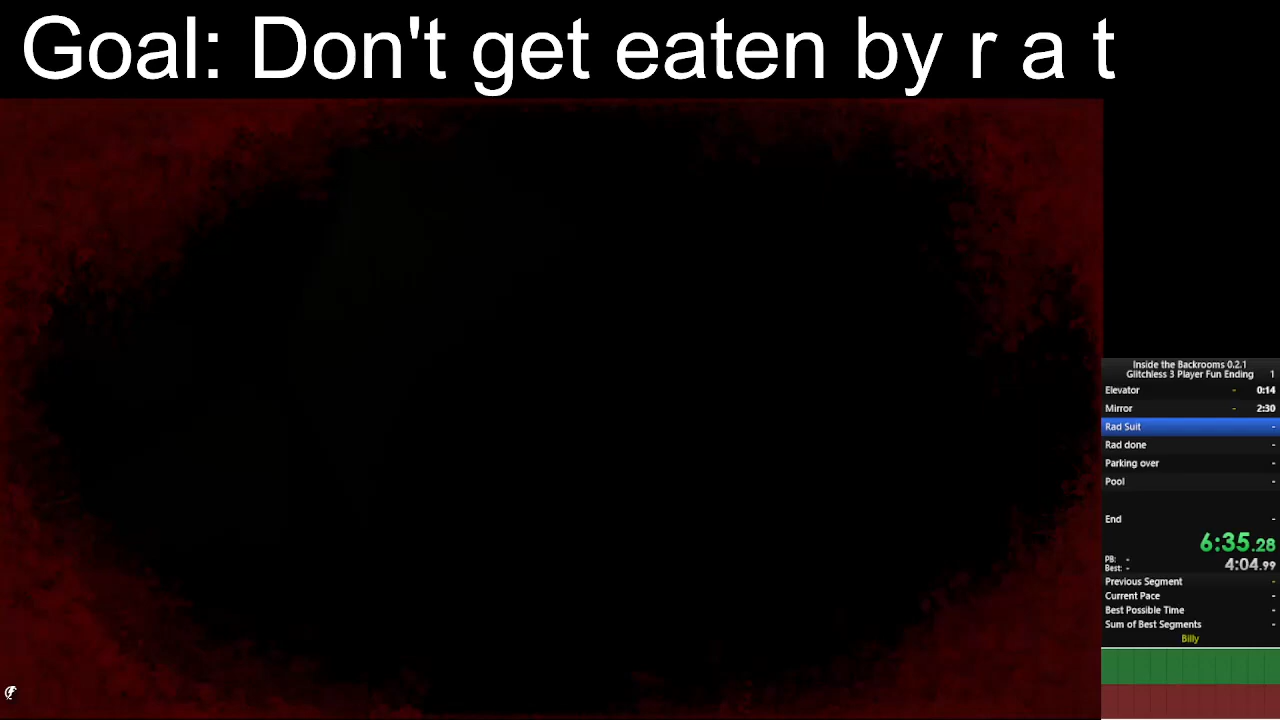 Goal: Don't get eaten by r a t
Inside the Backrooms 0.2.1
Glitchless 3 Player Fun Ending 1
Elevator - 0:14
Mirror - 2:30
Rad Suit -
Rad done -
Parking over -
Pool -
End -
6:35.28
PB: -
Best: - 4:04.99
Previous Segment -
Current Pace -
Best Possible Time -
Sum of Best Segments -
Billy